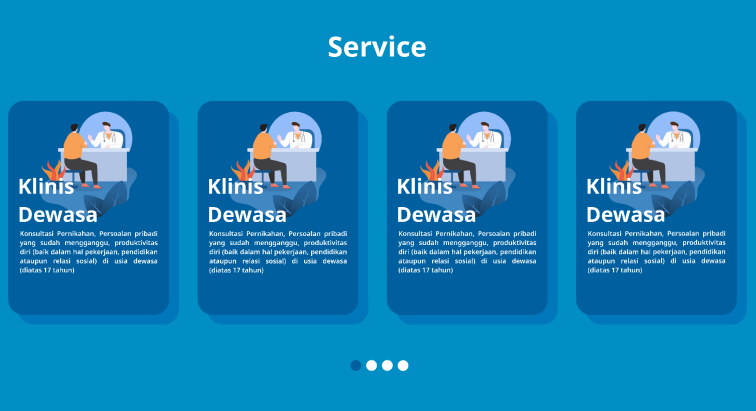 Service
Klinis
Dewasa
Konsultasi Pernikahan, Persoalan pribadi
yang sudah mengganggu, produktivitas
diri (baik dalam hal pekerjaan, pendidikan
ataupun relasi sosial) di usia dewasa
(diatas 17 tahun)
Klinis
Dewasa
Konsultasi Pernikahan, Persoalan pribadi
yang sudah mengganggu, produktivitas
diri (baik dalam hal pekerjaan, pendidikan
ataupun relasi sosial) di usia dewasa
(diatas 17 tahun)
Klinis
Dewasa
Konsultasi Pernikahan, Persoalan pribadi
yang sudah mengganggu, produktivitas
diri (baik dalam hal pekerjaan, pendidikan
ataupun relasi sosial) di usia dewasa
(diatas 17 tahun)
Klinis
Dewasa
Konsultasi Pernikahan, Persoalan pribadi
yang sudah mengganggu, produktivitas
diri (baik dalam hal pekerjaan, pendidikan
ataupun relasi sosial) di usia dewasa
(diatas 17 tahun)